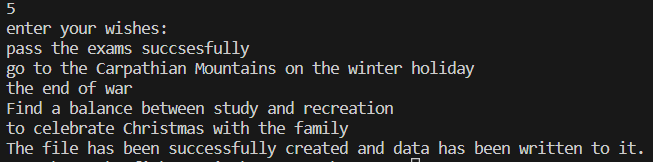 5
enter your wishes:
pass the exams succsesfully
go to the Carpathian Mountains on the winter holiday
the end of war
Find a balance between study and recreation
to celebrate Christmas with the family
The file has been successfully created and data has been written to it.